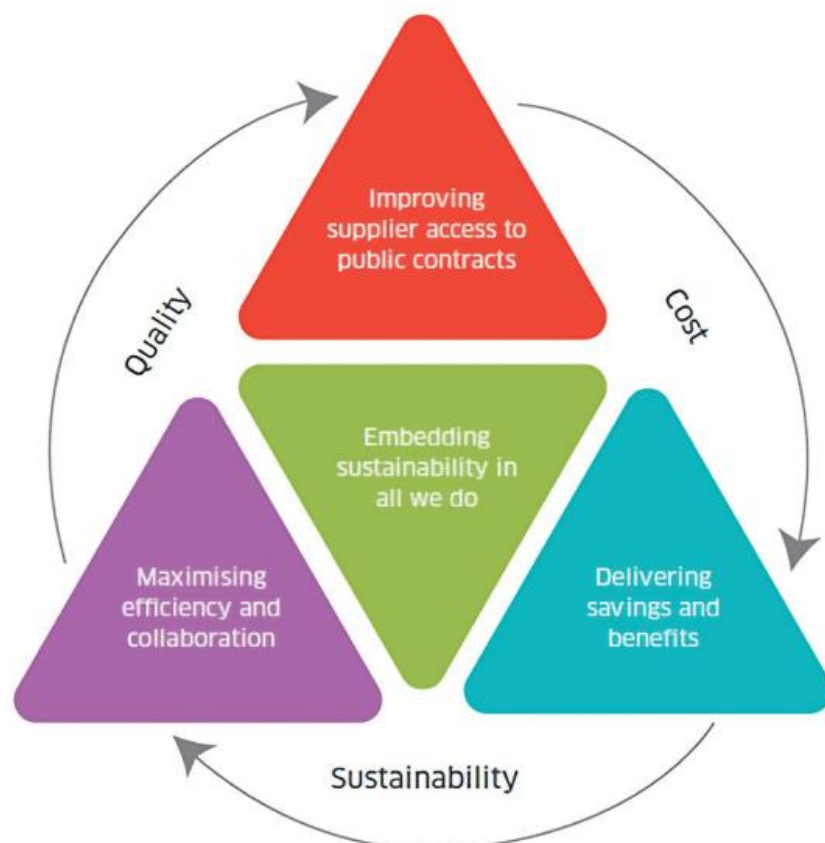 Improving
supplier access to
public contracts
Quality
Cost
Embedding
sustainability in
all we do
Maximising
efficiency and
collaboration
Delivering
savings and
benefits
Sustainability